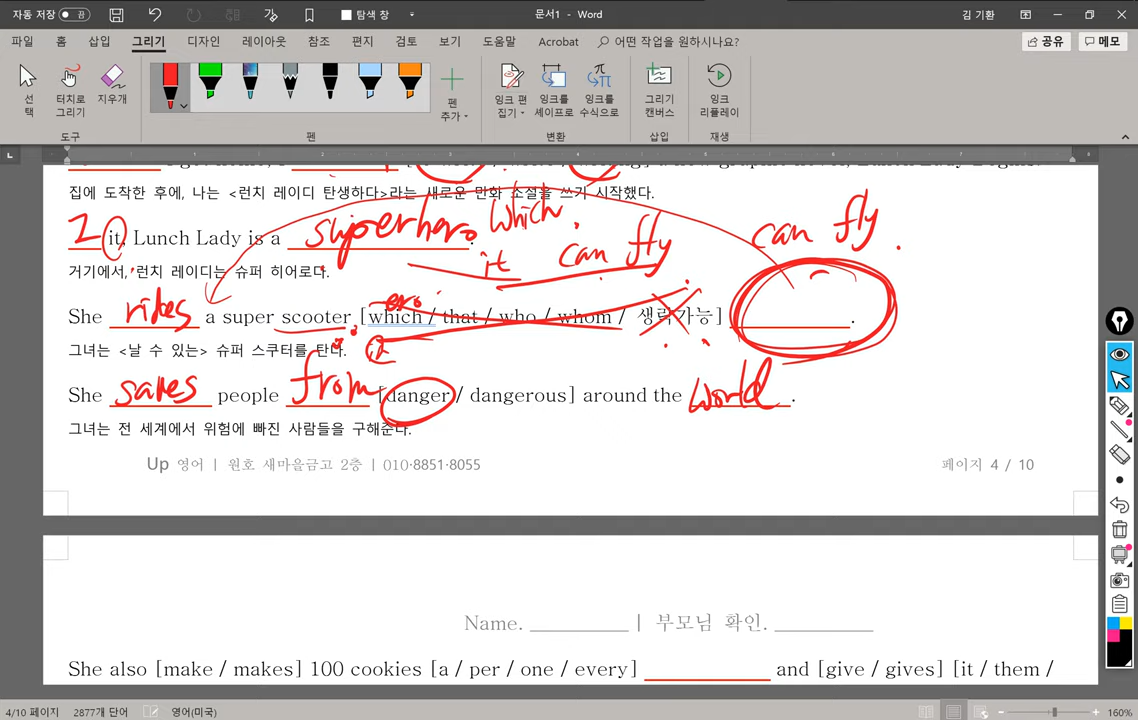 자동 저장 끔 탐색 창 문서1 - Word 김 기환
파일 홈 삽입 그리기 디자인 레이아웃 참조 편지 검토 보기 도움말 Acrobat 어떤 작업을 원하시나요? 공유 메모
선택 터치로 그리기 지우개 펜 추가 잉크 편집기 잉크를 셰이프로 잉크를 수식으로 그리기 캔버스 잉크 리플레이
도구 펜 변환 삽입 재생
집에 도착한 후에, 나는 <런치 레이디 탄생하다>라는 새로운 만화 소설을 쓰기 시작했다.
2 it, Lunch Lady is a superhero. which can fly.
it can fly
거기에서, 런치 레이디는 슈퍼 히어로다.
She rides a super scooter [which / that / who / whom / 생략가능] ________.
그녀는 <날 수 있는> 슈퍼 스쿠터를 탄다.
She saves people from [danger / dangerous] around the world.
그녀는 전 세계에서 위험에 빠진 사람들을 구해준다.
Up 영어 | 원호 새마을금고 2층 | 010·8851·8055 페이지 4 / 10
Name. ________ | 부모님 확인. ________
She also [make / makes] 100 cookies [a / per / one / every] ________ and [give / gives] [it / them /
4/10 페이지 2877개 단어 영어(미국) 160%